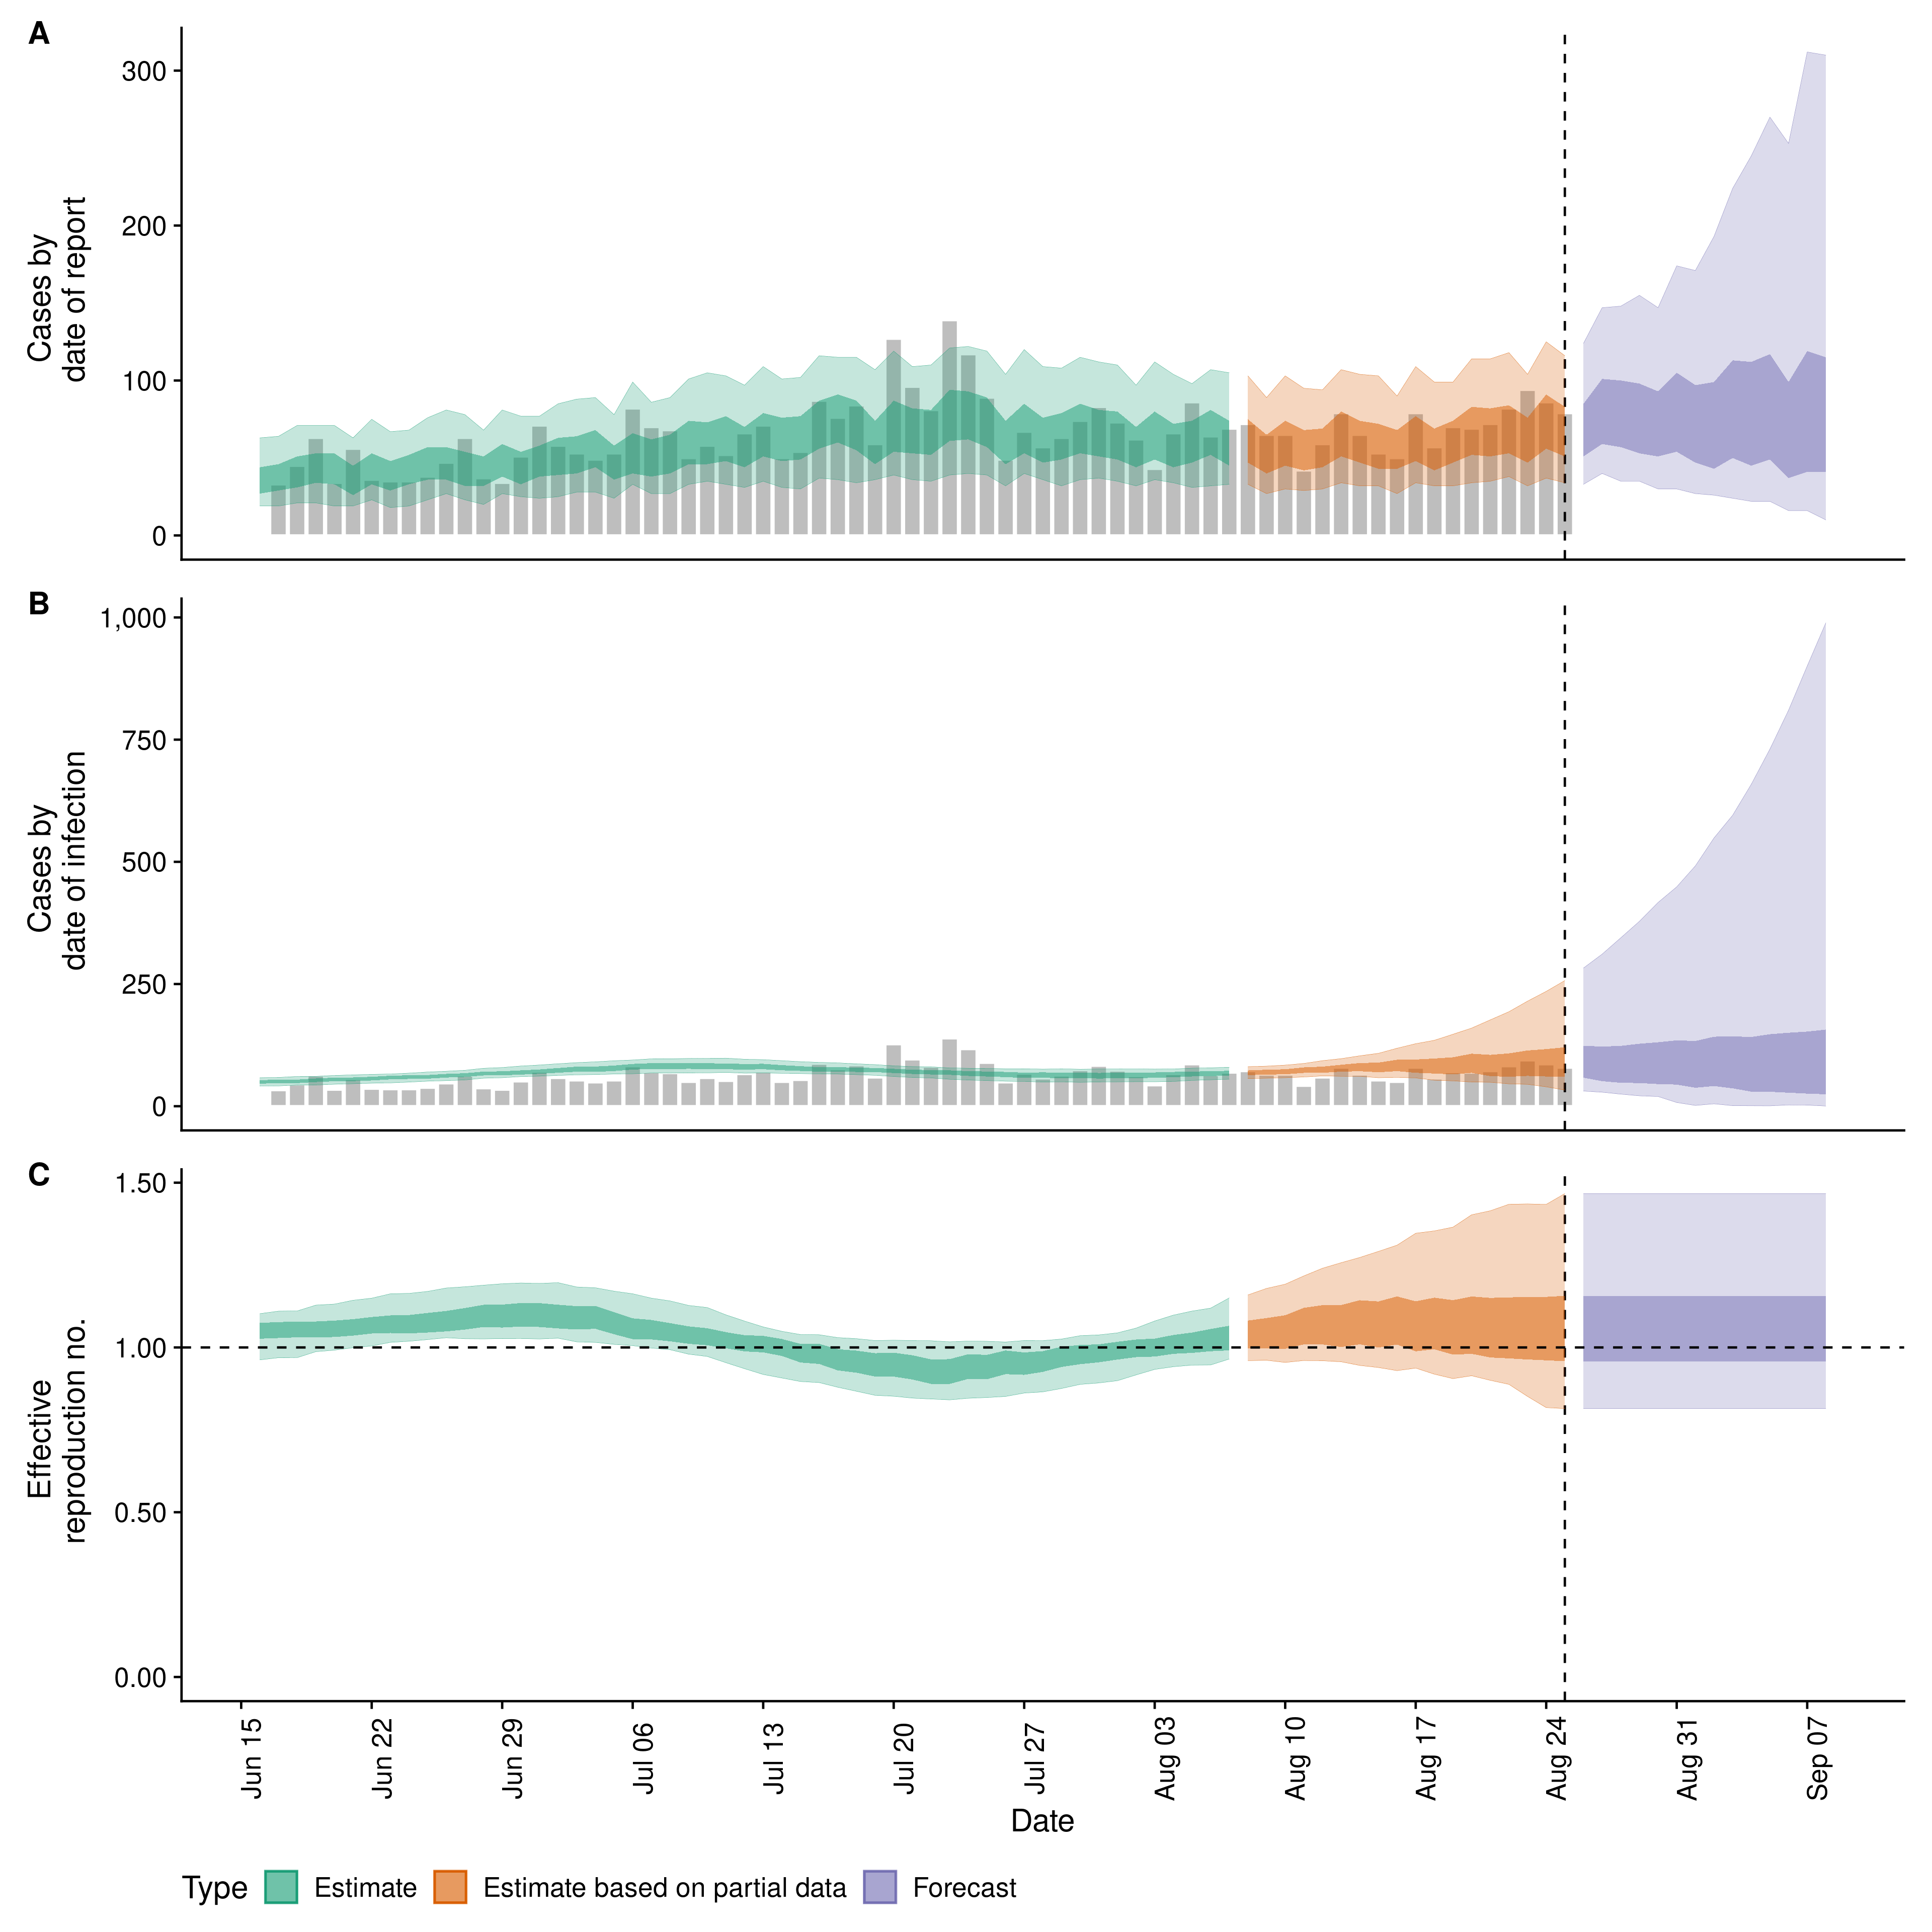 A
Cases by
date of report
300
200
100
0
B
Cases by
date of infection
1,000
750
500
250
0
C
Effective
reproduction no.
1.50
1.00
0.50
0.00
Jun 15
Jun 22
Jun 29
Jul 06
Jul 13
Jul 20
Jul 27
Aug 03
Aug 10
Aug 17
Aug 24
Aug 31
Sep 07
Date
Type
Estimate
Estimate based on partial data
Forecast